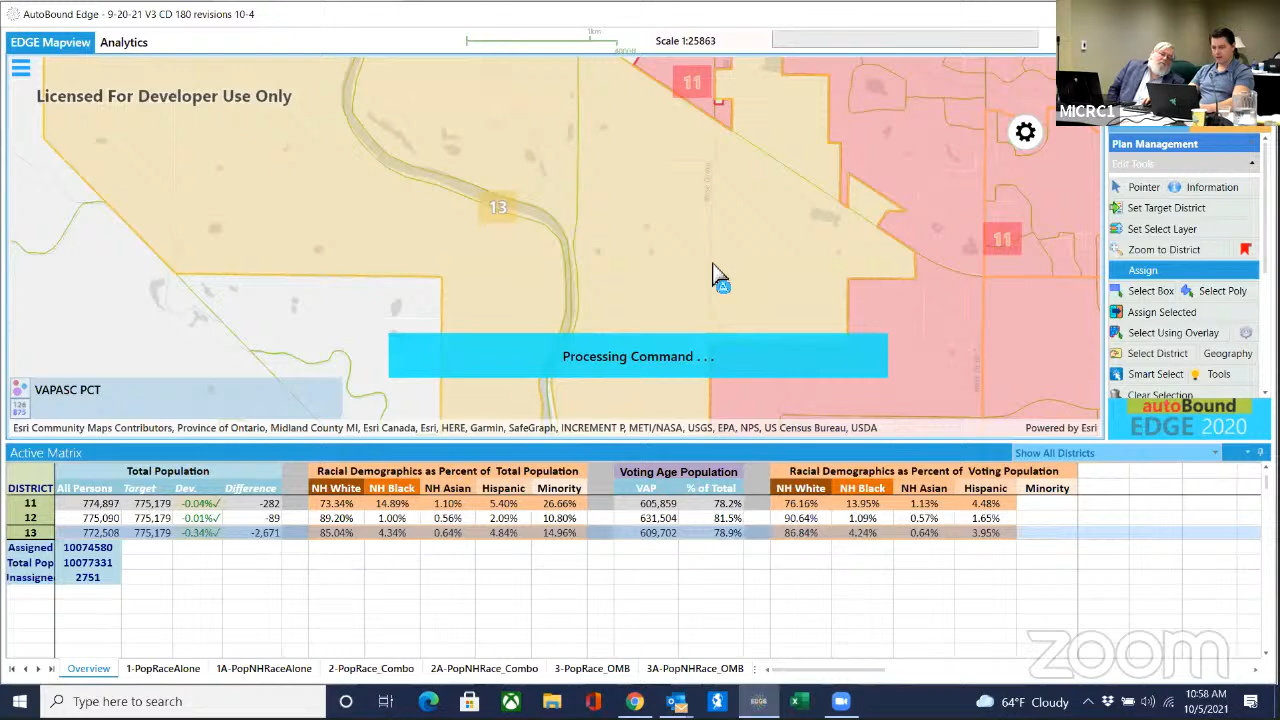 AutoBound Edge - 9-20-21 V3 CD 180 revisions 10-4
EDGE Mapview Analytics
1km
Scale 1:25863
Licensed For Developer Use Only
11
13
11
Processing Command . . .
VAPASC PCT
Esri Community Maps Contributors, Province of Ontario, Midland County MI, Esri Canada, Esri, HERE, Garmin, SafeGraph, INCREMENT P, METI/NASA, USGS, EPA, NPS, US Census Bureau, USDA
Powered by Esri
MICRC1
Plan Management
Edit Tools
Pointer Information
Set Target District
Set Select Layer
Zoom to District
Assign
Select Box Select Poly
Assign Selected
Select Using Overlay
Select District Geography
Smart Select Tools
Clear Selection
autoBound
EDGE 2020
Active Matrix
Show All Districts
Total Population Racial Demographics as Percent of Total Population Voting Age Population Racial Demographics as Percent of Voting Population
DISTRICT All Persons Target Dev. Difference NH White NH Black NH Asian Hispanic Minority VAP % of Total NH White NH Black NH Asian Hispanic Minority
11 774,897 775,179 -0.04%✓ -282 73.34% 14.89% 1.10% 5.40% 26.66% 605,859 78.2% 76.16% 13.95% 1.13% 4.48%
12 775,090 775,179 -0.01%✓ -89 89.20% 1.00% 0.56% 2.09% 10.80% 631,504 81.5% 90.64% 1.09% 0.57% 1.65%
13 772,508 775,179 -0.34%✓ -2,671 85.04% 4.34% 0.64% 4.84% 14.96% 609,702 78.9% 86.84% 4.24% 0.64% 3.95%
Assigned 10074580
Total Pop 10077331
Unassigned 2751
Overview 1-PopRaceAlone 1A-PopNHRaceAlone 2-PopRace_Combo 2A-PopNHRace_Combo 3-PopRace_OMB 3A-PopNHRace_OMB
zoom
Type here to search
EDGE
64°F Cloudy
10:58 AM
10/5/2021